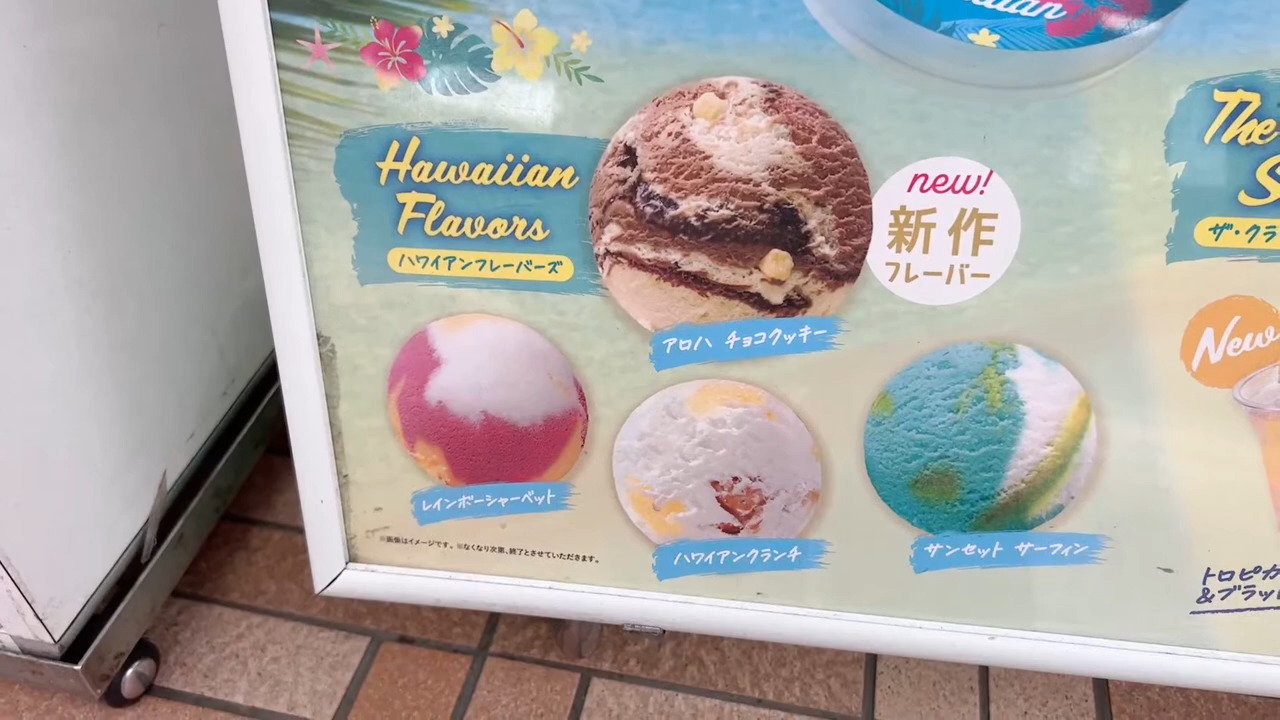 Hawaiian
Flavors
ハワイアンフレーバーズ
new!
新作
フレーバー
アロハ チョコクッキー
レインボーシャーベット
ハワイアンクランチ
サンセット サーフィン
※画像はイメージです。※なくなり次第、終了とさせていただきます。
The
S
ザ・クラ
New
トロピカ
&ブラッ